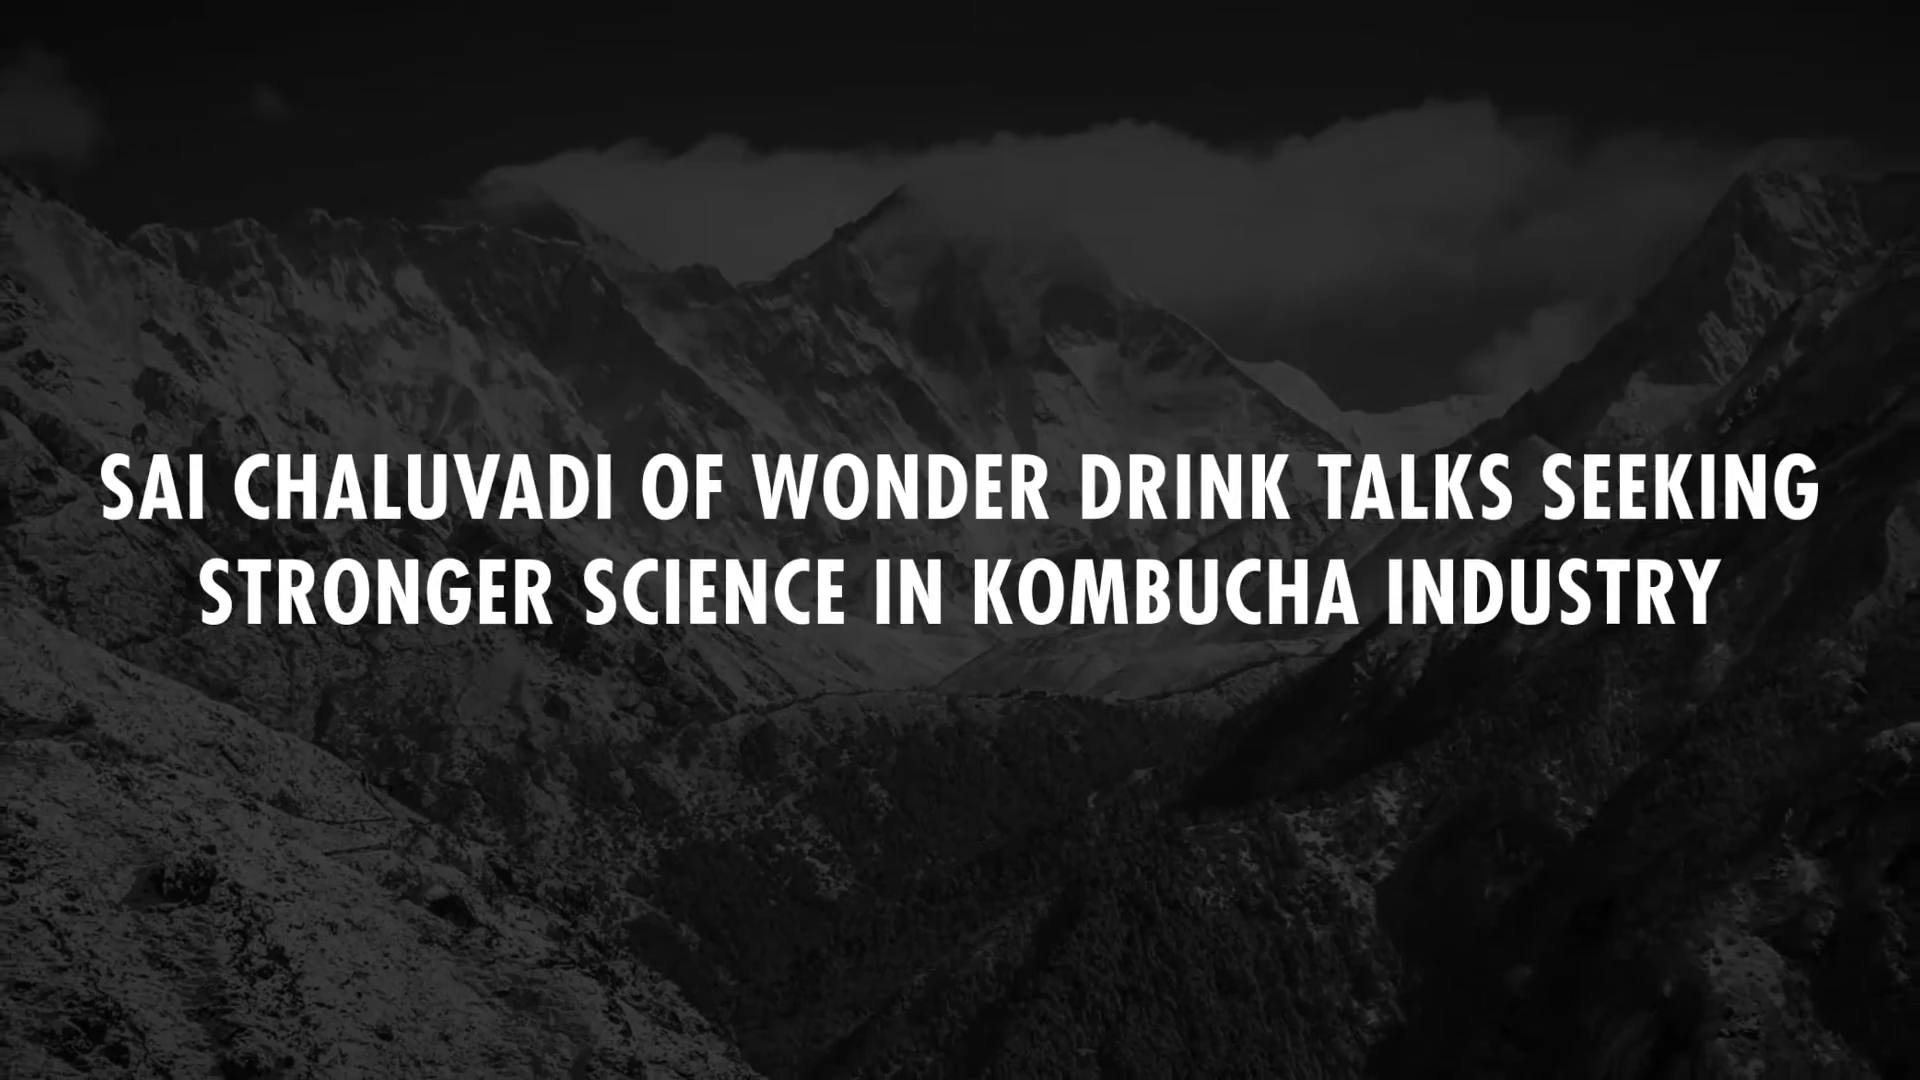 SAI CHALUVADI OF WONDER DRINK TALKS SEEKING
STRONGER SCIENCE IN KOMBUCHA INDUSTRY